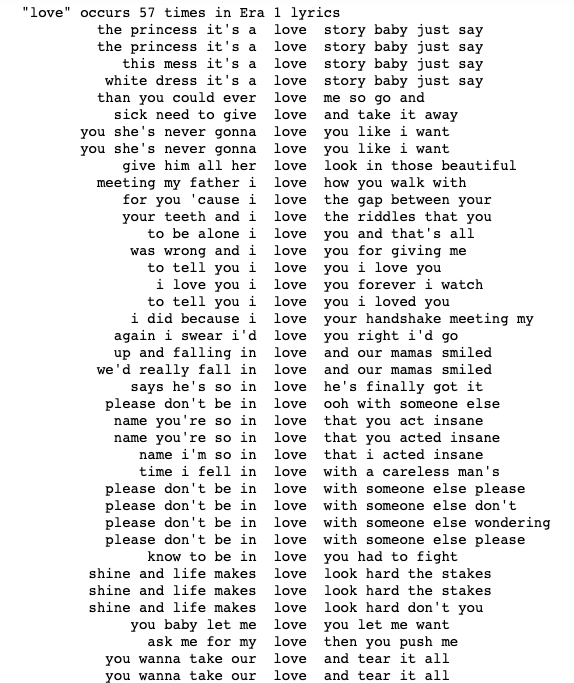 "love" occurs 57 times in Era 1 lyrics
the princess it's a love story baby just say
the princess it's a love story baby just say
this mess it's a love story baby just say
white dress it's a love story baby just say
than you could ever love me so go and
sick need to give love and take it away
you she's never gonna love you like i want
you she's never gonna love you like i want
give him all her love look in those beautiful
meeting my father i love how you walk with
for you 'cause i love the gap between your
your teeth and i love the riddles that you
to be alone i love you and that's all
was wrong and i love you for giving me
to tell you i love you i love you
i love you i love you forever i watch
to tell you i love you i loved you
i did because i love your handshake meeting my
again i swear i'd love you right i'd go
up and falling in love and our mamas smiled
we'd really fall in love and our mamas smiled
says he's so in love he's finally got it
please don't be in love ooh with someone else
name you're so in love that you act insane
name you're so in love that you acted insane
name i'm so in love that i acted insane
time i fell in love with a careless man's
please don't be in love with someone else please
please don't be in love with someone else don't
please don't be in love with someone else wondering
please don't be in love with someone else please
know to be in love you had to fight
shine and life makes love look hard the stakes
shine and life makes love look hard the stakes
shine and life makes love look hard don't you
you baby let me love you let me want
ask me for my love then you push me
you wanna take our love and tear it all
you wanna take our love and tear it all